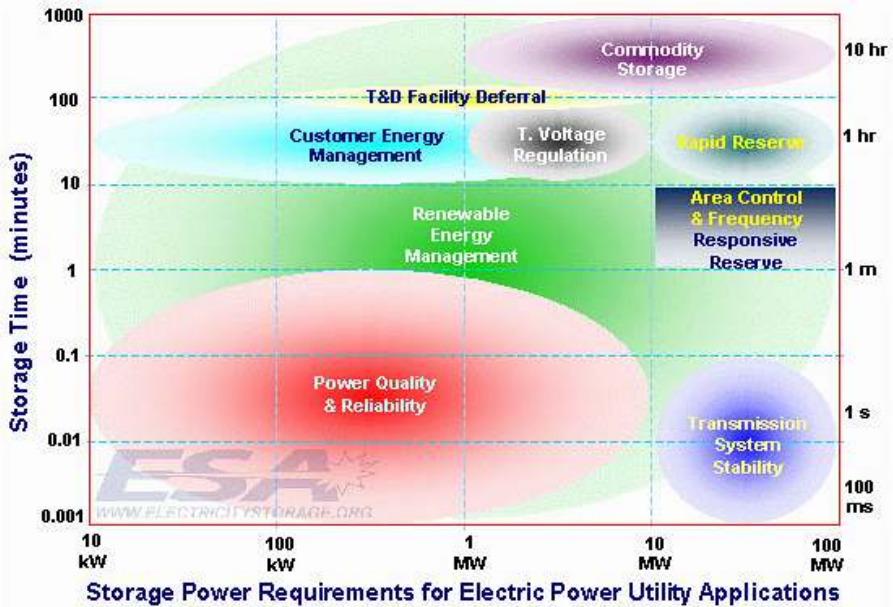 1000
Commodity
Storage
10 hr
T&D Facility Deferral
100
Customer Energy
Management
T. Voltage
Regulation
Rapid Reserve
1 hr
10
Renewable
Energy
Management
Area Control
& Frequency
Responsive
Reserve
1
1 m
Storage Time (minutes)
0.1
Power Quality
& Reliability
1 s
Transmission
System
Stability
0.01
ESA
WWW.ELECTRICITYSTORAGE.ORG
100
ms
0.001
10
kW
100
kW
1
MW
10
MW
100
MW
Storage Power Requirements for Electric Power Utility Applications